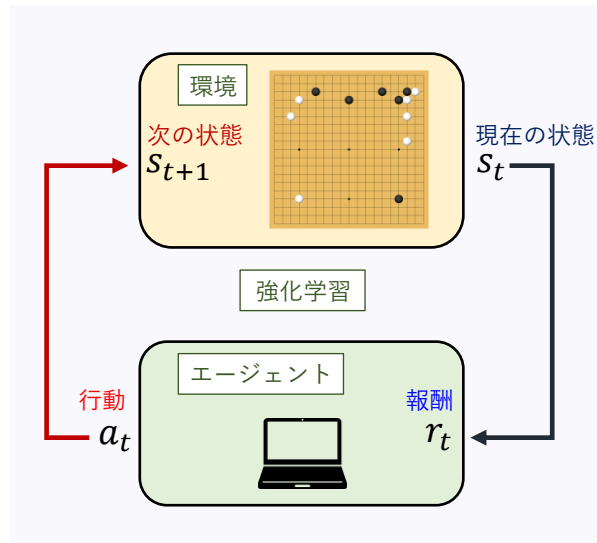 環境
次の状態
s_{t+1}
現在の状態
s_t
強化学習
エージェント
行動
a_t
報酬
r_t